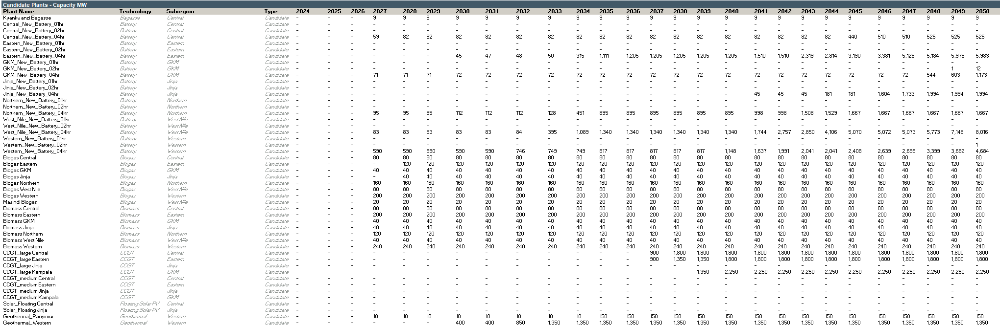 Candidate Plants - Capacity MW
Plant Name Technology Subregion Type 2024 2025 2026 2027 2028 2029 2030 2031 2032 2033 2034 2035 2036 2037 2038 2039 2040 2041 2042 2043 2044 2045 2046 2047 2048 2049 2050
Kyankwanzi Bagasse Bagasse Central Candidate - - - 9 9 9 9 9 9 9 9 9 9 9 9 9 9 9 9 9 9 9 9 9 9 9 9
Central_New_Battery_01hr Battery Central Candidate - - - - - - - - - - - - - - - - - - - - - - - - - - -
Central_New_Battery_02hr Battery Central Candidate - - - - - - - - - - - - - - - - - - - - - - - - - - -
Central_New_Battery_04hr Battery Central Candidate - - - 59 82 82 82 82 82 82 82 82 82 82 82 82 82 82 82 82 82 440 510 510 525 525 525
Eastern_New_Battery_01hr Battery Eastern Candidate - - - - - - - - - - - - - - - - - - - - - - - - - - -
Eastern_New_Battery_02hr Battery Eastern Candidate - - - - - - - - - - - - - - - - - - - - - - - - - - -
Eastern_New_Battery_04hr Battery Eastern Candidate - - - - - - 45 47 48 50 315 1,111 1,205 1,205 1,205 1,205 1,205 1,510 1,510 2,319 2,814 3,190 3,381 5,128 5,184 5,978 5,983
GKM_New_Battery_01hr Battery GKM Candidate - - - - - - - - - - - - - - - - - - - - - - - - - - -
GKM_New_Battery_02hr Battery GKM Candidate - - - - - - - - - - - - - - - - - - - - - - - - - 1 12
GKM_New_Battery_04hr Battery GKM Candidate - - - 71 71 71 72 72 72 72 72 72 72 72 72 72 72 72 72 72 72 72 72 72 544 603 1,173
Jinja_New_Battery_01hr Battery Jinja Candidate - - - - - - - - - - - - - - - - - - - - - - - - - - -
Jinja_New_Battery_02hr Battery Jinja Candidate - - - - - - - - - - - - - - - - - - - - - - - - - - -
Jinja_New_Battery_04hr Battery Jinja Candidate - - - - - - - - - - - - - - - - - 45 45 45 181 181 1,604 1,733 1,994 1,994 1,994
Northern_New_Battery_01hr Battery Northern Candidate - - - - - - - - - - - - - - - - - - - - - - - - - - -
Northern_New_Battery_02hr Battery Northern Candidate - - - - - - - - - - - - - - - - - - - - - - - - - - -
Northern_New_Battery_04hr Battery Northern Candidate - - - 95 95 95 112 112 112 128 451 895 895 895 895 895 895 998 998 1,508 1,529 1,667 1,667 1,667 1,667 1,667 1,667
West_Nile_New_Battery_01hr Battery West Nile Candidate - - - - - - - - - - - - - - - - - - - - - - - - - - -
West_Nile_New_Battery_02hr Battery West Nile Candidate - - - - - - - - - - - - - - - - - - - - - - - - - - -
West_Nile_New_Battery_04hr Battery West Nile Candidate - - - 83 83 83 83 83 84 395 1,089 1,340 1,340 1,340 1,340 1,340 1,340 1,744 2,757 2,850 4,106 5,070 5,072 5,073 5,773 7,148 8,016
Western_New_Battery_01hr Battery Western Candidate - - - - - - - - - - - - - - - - - - - - - - - - - - -
Western_New_Battery_02hr Battery Western Candidate - - - - - - - - - - - - - - - - - - - - - - - - - - 1
Western_New_Battery_04hr Battery Western Candidate - - - 590 590 590 590 590 746 749 749 817 817 817 817 817 1,148 1,637 1,991 2,041 2,041 2,408 2,639 2,695 3,399 3,682 4,684
Biogas Central Biogas Central Candidate - - - 80 80 80 80 80 80 80 80 80 80 80 80 80 80 80 80 80 80 80 80 80 80 80 80
Biogas Eastern Biogas Eastern Candidate - - - - 120 120 120 120 120 120 120 120 120 120 120 120 120 120 120 120 120 120 120 120 120 120 120
Biogas GKM Biogas GKM Candidate - - - 40 40 40 40 40 40 40 40 40 40 40 40 40 40 40 40 40 40 40 40 40 40 40 40
Biogas Jinja Biogas Jinja Candidate - - - - 40 40 40 40 40 40 40 40 40 40 40 40 40 40 40 40 40 40 40 40 40 40 40
Biogas Northern Biogas Northern Candidate - - - 160 160 160 160 160 160 160 160 160 160 160 160 160 160 160 160 160 160 160 160 160 160 160 160
Biogas West Nile Biogas West Nile Candidate - - - 80 80 80 80 80 80 80 80 80 80 80 80 80 80 80 80 80 80 80 80 80 80 80 80
Biogas Western Biogas Western Candidate - - - 200 200 200 200 200 200 200 200 200 200 200 200 200 200 200 200 200 200 200 200 200 200 200 200
Masindi Biogas Biogas West Nile Candidate - - - 20 20 20 20 20 20 20 20 20 20 20 20 20 20 20 20 20 20 20 20 20 20 20 20
Biomass Central Biomass Central Candidate - - - 80 80 80 80 80 80 80 80 80 80 80 80 80 80 80 80 80 80 80 80 80 80 80 80
Biomass Eastern Biomass Eastern Candidate - - - 200 200 200 200 200 200 200 200 200 200 200 200 200 200 200 200 200 200 200 200 200 200 200 200
Biomass GKM Biomass GKM Candidate - - - 40 40 40 40 40 40 40 40 40 40 40 40 40 40 40 40 40 40 40 40 40 40 40 40
Biomass Jinja Biomass Jinja Candidate - - - 40 40 40 40 40 40 40 40 40 40 40 40 40 40 40 40 40 40 40 40 40 40 40 40
Biomass Northern Biomass Northern Candidate - - - 120 120 120 120 120 120 120 120 120 120 120 120 120 120 120 120 120 120 120 120 120 120 120 120
Biomass West Nile Biomass West Nile Candidate - - - 40 40 40 40 40 40 40 40 40 40 40 40 40 40 40 40 40 40 40 40 40 40 40 40
Biomass Western Biomass Western Candidate - - - 240 240 240 240 240 240 240 240 240 240 240 240 240 240 240 240 240 240 240 240 240 240 240 240
CCGT_large Central CCGT Central Candidate - - - - - - - - - - - - - 900 1,800 1,800 1,800 1,800 1,800 1,800 1,800 1,800 1,800 1,800 1,800 1,800 1,800
CCGT_large Eastern CCGT Eastern Candidate - - - - - - - - - - - - - 900 1,350 1,350 1,800 1,800 1,800 1,800 1,800 1,800 1,800 1,800 1,800 1,800 1,800
CCGT_large Jinja CCGT Jinja Candidate - - - - - - - - - - - - - - - - - - - - - - - - - - -
CCGT_large Kampala CCGT GKM Candidate - - - - - - - - - - - - - - - 1,350 2,250 2,250 2,250 2,250 2,250 2,250 2,250 2,250 2,250 2,250 2,250
CCGT_medium Central CCGT Central Candidate - - - - - - - - - - - - - - - - - - - - - - - - - - -
CCGT_medium Eastern CCGT Eastern Candidate - - - - - - - - - - - - - - - - - - - - - - - - - - -
CCGT_medium Jinja CCGT Jinja Candidate - - - - - - - - - - - - - - - - - - - - - - - - - - -
CCGT_medium Kampala CCGT GKM Candidate - - - - - - - - - - - - - - - - - - - - - - - - - - -
Solar_Floating Central Floating Solar PV Central Candidate - - - - - - - - - - - - - - - - - - - - - - - - - - -
Solar_Floating Jinja Floating Solar PV Jinja Candidate - - - - - - - - - - - - - - - - - - - - - - - - - - -
Geothermal_Panyimur Geothermal Western Candidate - - - 10 10 10 10 10 10 10 10 150 150 150 150 150 150 150 150 150 150 150 150 150 150 150 150
Geothermal_Western Geothermal Western Candidate - - - - - - 400 400 850 1,350 1,350 1,350 1,350 1,350 1,350 1,350 1,350 1,350 1,350 1,350 1,350 1,350 1,350 1,350 1,350 1,350 1,350